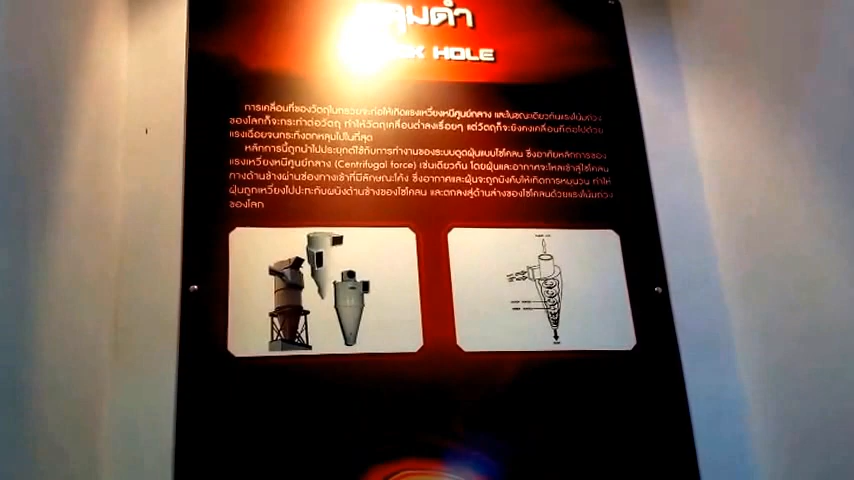 หลุมดำ
HOLE
การเคลื่อนที่ของวัตถุในกรวยจะก่อให้เกิดแรงเหวี่ยงหนีศูนย์กลาง และในขณะเดียวกันแรงโน้มถ่วง
ของโลกก็จะกระทำต่อวัตถุ ทำให้วัตถุเคลื่อนต่ำลงเรื่อยๆ แต่วัตถุก็จะยังคงเคลื่อนที่ต่อไปด้วย
แรงเฉื่อยจนกระทั่งตกหลุมไปในที่สุด
หลักการนี้ถูกนำไปประยุกต์ใช้กับการทำงานของระบบดูดฝุ่นแบบไซโคลน ซึ่งอาศัยหลักการของ
แรงเหวี่ยงหนีศูนย์กลาง (Centrifugal force) เช่นเดียวกัน โดยฝุ่นและอากาศจะไหลเข้าสู่ไซโคลน
ทางด้านข้างผ่านช่องทางเข้าที่มีลักษณะโค้ง ซึ่งอากาศและฝุ่นจะถูกบังคับให้เกิดการหมุนวน ทำให้
ฝุ่นถูกเหวี่ยงไปปะทะกับผนังด้านข้างของไซโคลน และตกลงสู่ด้านล่างของไซโคลนด้วยแรงโน้มถ่วง
ของโลก